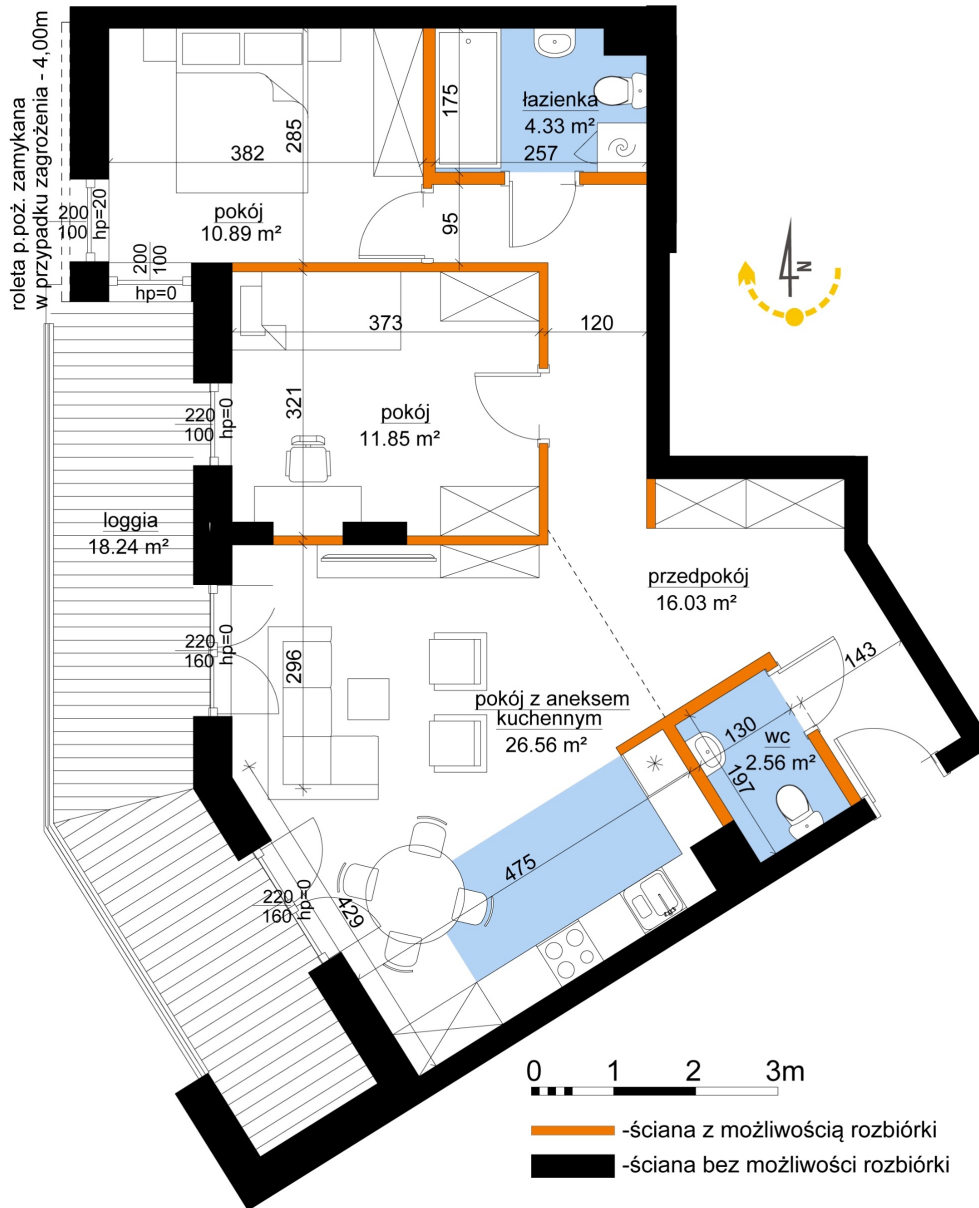 roleta p.poż. zamykana
w przypadku zagrożenia - 4,00m
łazienka
4.33 m²
175
257
285
382
pokój
10.89 m²
95
200
100
hp=20
200
100
hp=0
N
373
120
321
pokój
11.85 m²
220
100
hp=0
loggia
18.24 m²
przedpokój
16.03 m²
220
160
hp=0
296
143
pokój z aneksem
kuchennym
26.56 m²
130
wc
2.56 m²
197
475
220
160
hp=0
429
0 1 2 3m
-ściana z możliwością rozbiórki
-ściana bez możliwości rozbiórki